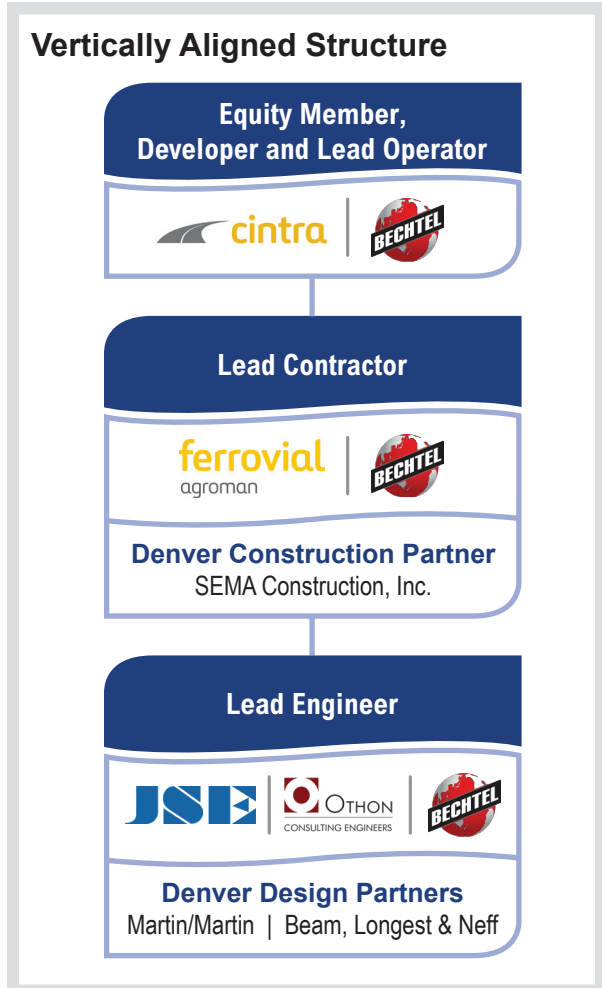 Vertically Aligned Structure
Equity Member,
Developer and Lead Operator
cintra | BECHTEL
Lead Contractor
ferrovial | BECHTEL
agroman
Denver Construction Partner
SEMA Construction, Inc.
Lead Engineer
JSE | OTHON | BECHTEL
CONSULTING ENGINEERS
Denver Design Partners
Martin/Martin | Beam, Longest & Neff